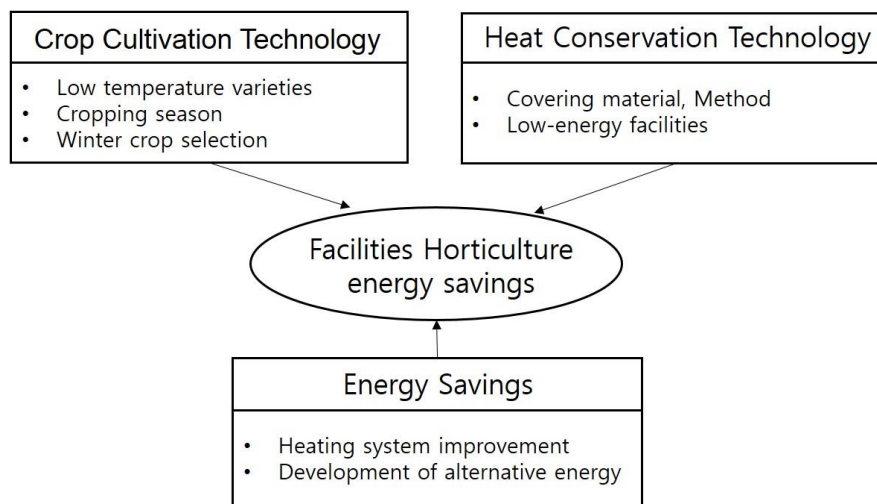 Crop Cultivation Technology
• Low temperature varieties
• Cropping season
• Winter crop selection
Heat Conservation Technology
• Covering material, Method
• Low-energy facilities
Facilities Horticulture
energy savings
Energy Savings
• Heating system improvement
• Development of alternative energy